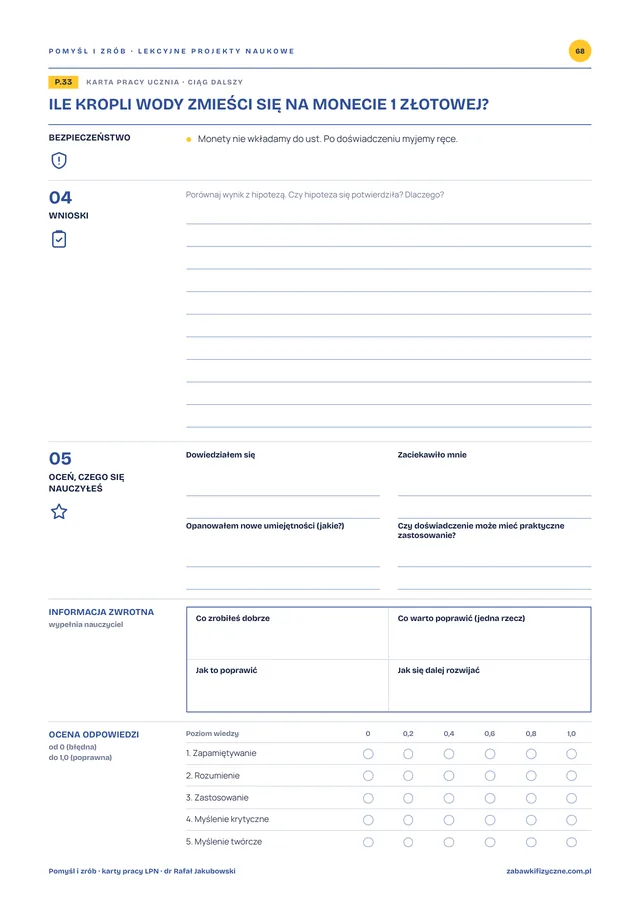 POMYŚL I ZRÓB · LEKCYJNE PROJEKTY NAUKOWE
68
P.33 KARTA PRACY UCZNIA · CIĄG DALSZY
ILE KROPLI WODY ZMIEŚCI SIĘ NA MONECIE 1 ZŁOTOWEJ?
BEZPIECZEŃSTWO
Monety nie wkładamy do ust. Po doświadczeniu myjemy ręce.
04
WNIOSKI
Porównaj wynik z hipotezą. Czy hipoteza się potwierdziła? Dlaczego?
05
OCEŃ, CZEGO SIĘ
NAUCZYŁEŚ
Dowiedziałem się
Zaciekawiło mnie
Opanowałem nowe umiejętności (jakie?)
Czy doświadczenie może mieć praktyczne
zastosowanie?
INFORMACJA ZWROTNA
wypełnia nauczyciel
Co zrobiłeś dobrze
Co warto poprawić (jedna rzecz)
Jak to poprawić
Jak się dalej rozwijać
OCENA ODPOWIEDZI
od 0 (błędna)
do 1,0 (poprawna)
Poziom wiedzy 0 0,2 0,4 0,6 0,8 1,0
1. Zapamiętywanie
2. Rozumienie
3. Zastosowanie
4. Myślenie krytyczne
5. Myślenie twórcze
Pomyśl i zrób · karty pracy LPN · dr Rafał Jakubowski
zabawkifizyczne.com.pl